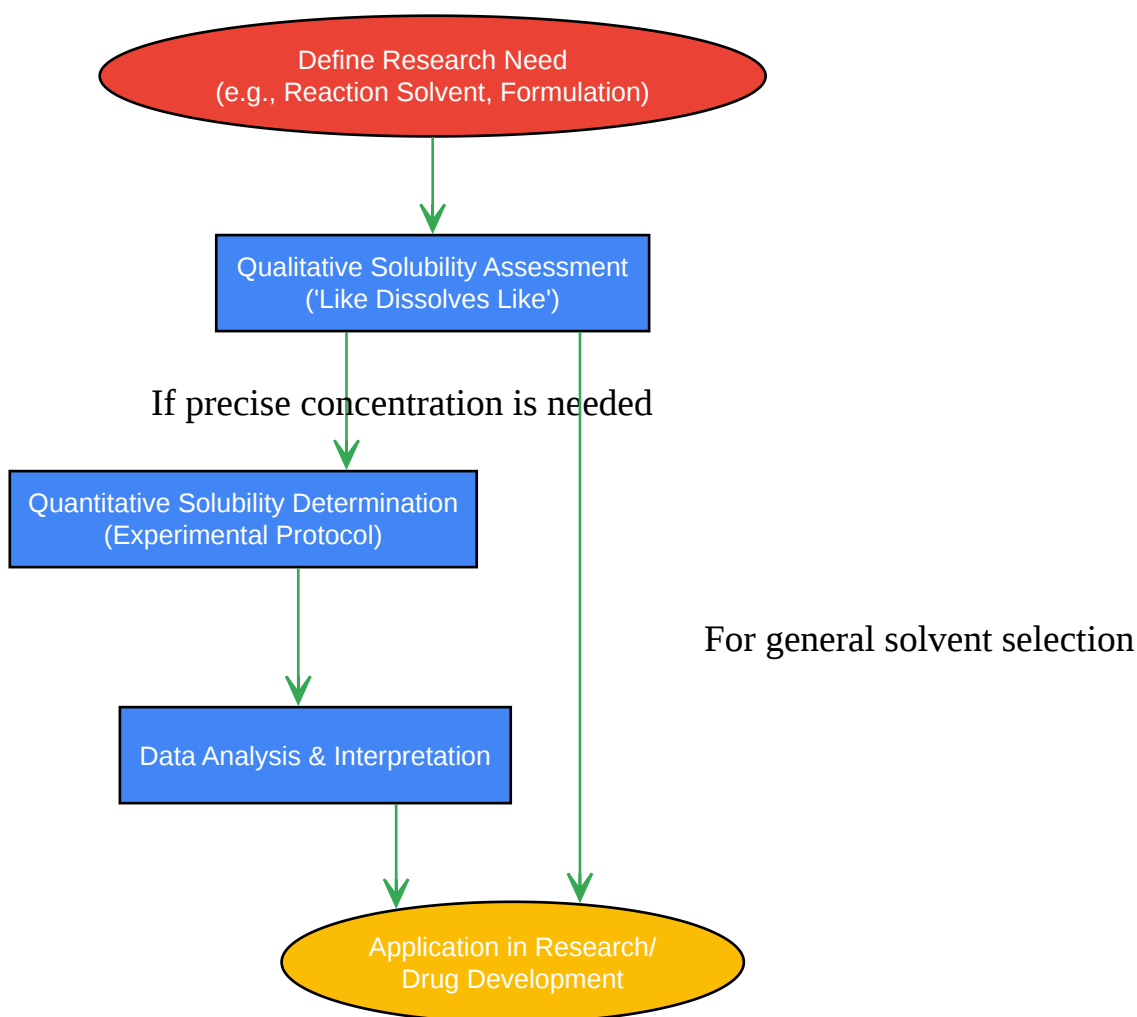 Define Research Need
(e.g., Reaction Solvent, Formulation)
Qualitative Solubility Assessment
('Like Dissolves Like')
If precise concentration is needed
Quantitative Solubility Determination
(Experimental Protocol)
For general solvent selection
Data Analysis & Interpretation
Application in Research/
Drug Development